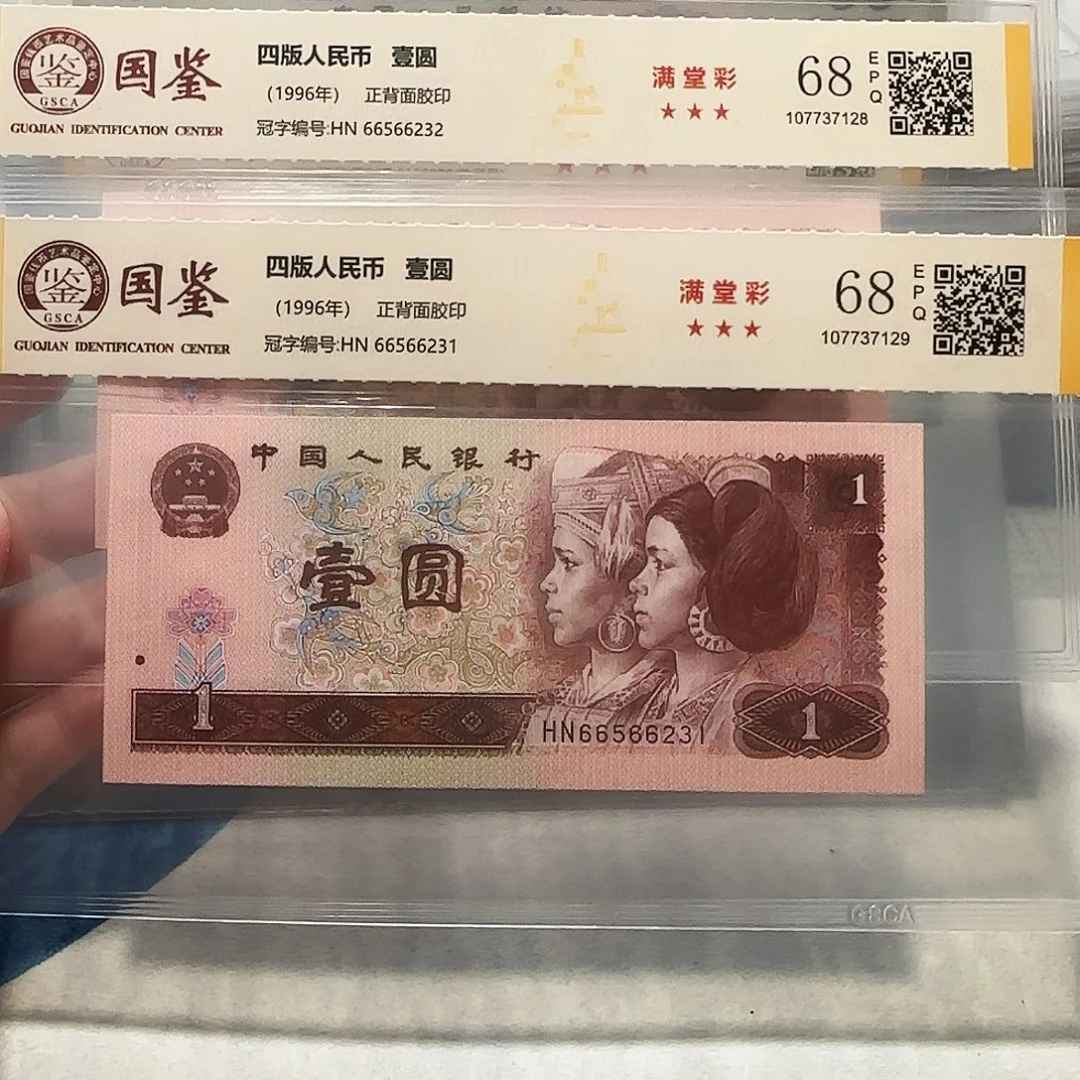 国鉴
GSCA
GUOJIAN IDENTIFICATION CENTER
四版人民币 壹圆
(1996年) 正背面胶印
冠字编号:HN 66566232
满堂彩
★★★
68
EPQ
107737128
国鉴
GSCA
GUOJIAN IDENTIFICATION CENTER
四版人民币 壹圆
(1996年) 正背面胶印
冠字编号:HN 66566231
满堂彩
★★★
68
EPQ
107737129
中国人民银行
1
壹圆
1
HN66566231
1
GSCA